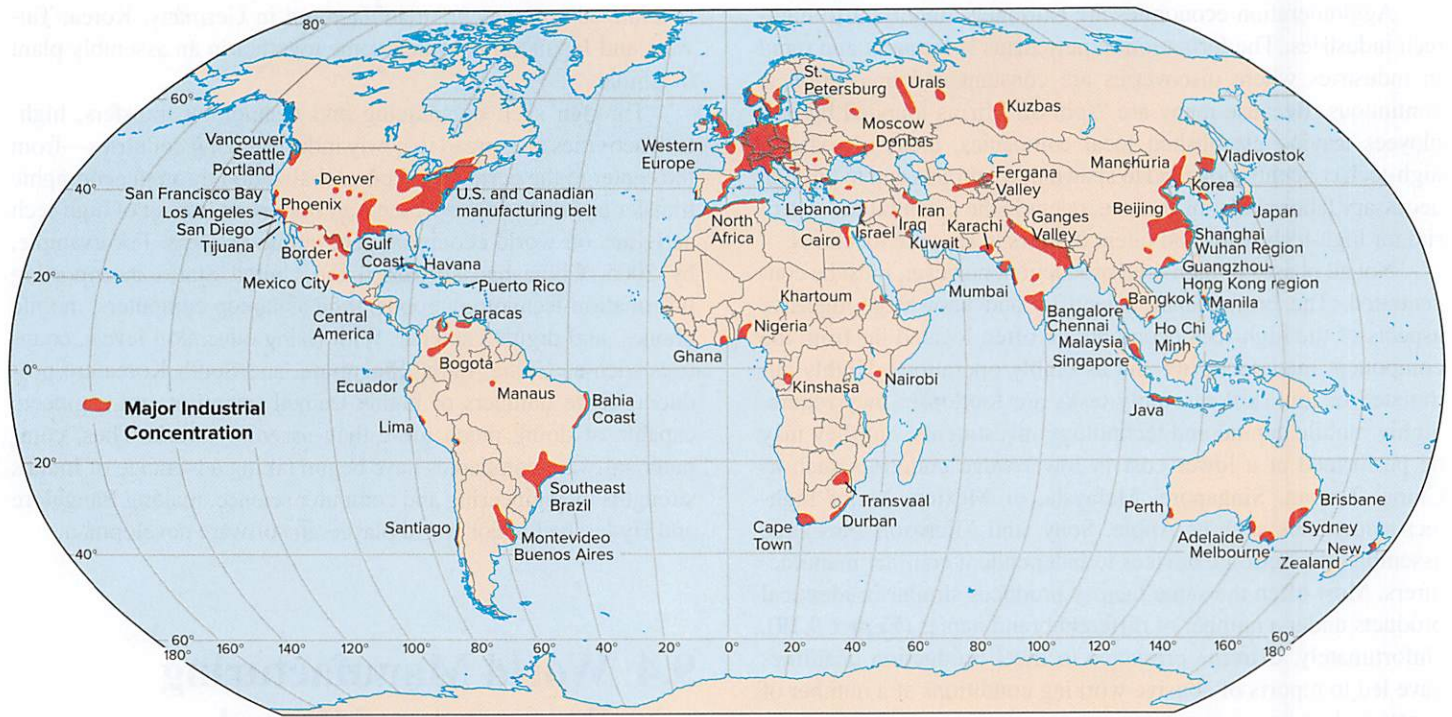 80°
60°
40°
20°
0°
20°
40°
60°
Vancouver
Seattle
Portland
San Francisco Bay
Los Angeles
San Diego
Tijuana
Denver
Phoenix
Border
Mexico City
Gulf
Coast
U.S. and Canadian
manufacturing belt
Havana
Puerto Rico
Central
America
Caracas
Bogotá
Ecuador
Manaus
Lima
Bahia
Coast
Southeast
Brazil
Santiago
Montevideo
Buenos Aires
Major Industrial
Concentration
Western
Europe
St.
Petersburg
Urals
Kuzbas
Moscow
Donbas
North
Africa
Lebanon
Cairo
Israel
Iran
Iraq
Kuwait
Fergana
Valley
Karachi
Ganges
Valley
Mumbai
Bangalore
Chennai
Malaysia
Singapore
Khartoum
Nigeria
Ghana
Kinshasa
Nairobi
Transvaal
Durban
Cape
Town
Manchuria
Vladivostok
Korea
Beijing
Japan
Shanghai
Wuhan Region
Guangzhou-
Hong Kong region
Bangkok
Manila
Ho Chi
Minh
Java
Perth
Adelaide
Melbourne
Brisbane
Sydney
New
Zealand
180°
160°
140°
120°
100°
80°
60°
40°
20°
0°
20°
40°
60°
80°
100°
120°
140°
160°
180°